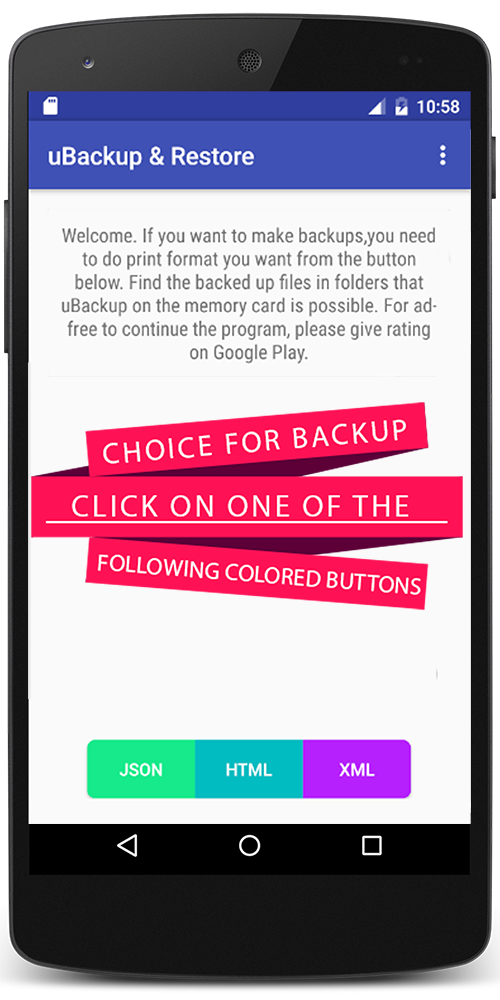 10:58
uBackup & Restore
Welcome. If you want to make backups,you need
to do print format you want from the button
below. Find the backed up files in folders that
uBackup on the memory card is possible. For ad-
free to continue the program, please give rating
on Google Play.
CHOICE FOR BACKUP
CLICK ON ONE OF THE
FOLLOWING COLORED BUTTONS
JSON HTML XML